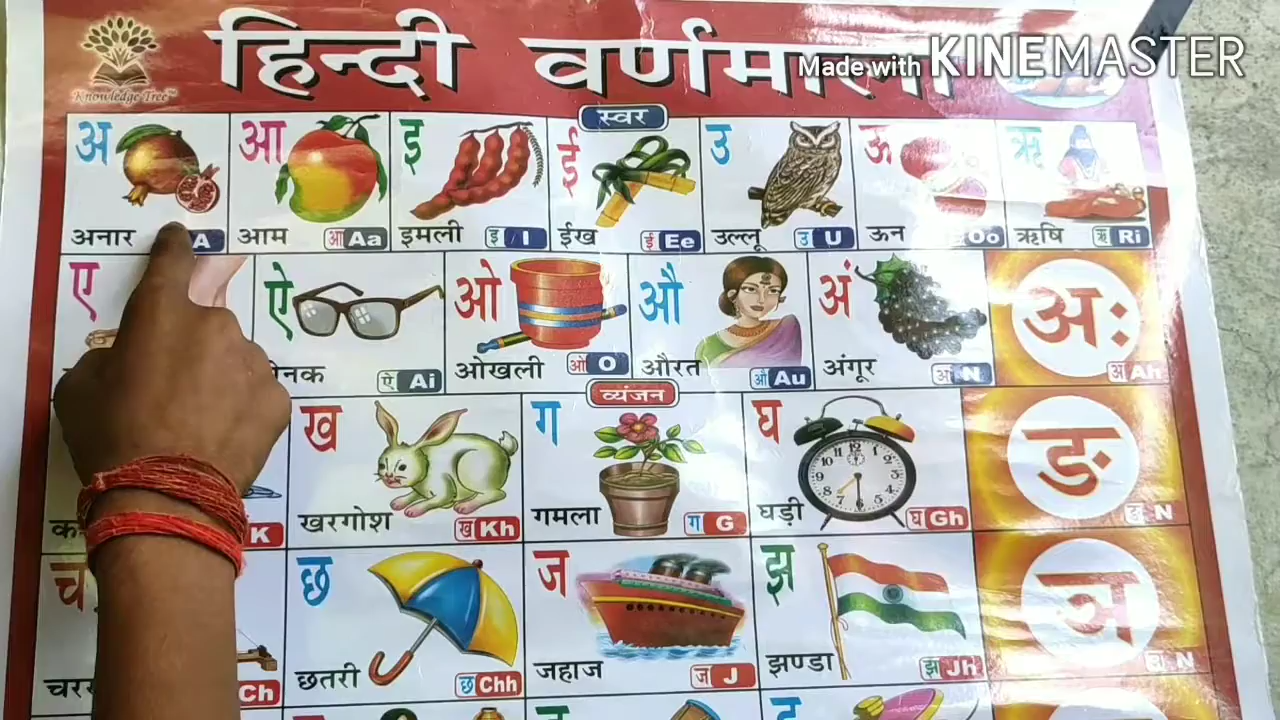 हिन्दी वर्णमाला
Made with KINEMASTER
Knowledge Tree™
स्वर
अ आ इ ई उ ऊ ऋ
अनार A आम आ Aa इमली इ I ईख ई Ee उल्लू उ U ऊन Oo ऋषि ऋ Ri
ए ऐ ओ औ अं अः
ऐ Ai ओखली ओ O औरत औ Au अंगूर अं N अः Ah
व्यंजन
ख ग घ ङ
K खरगोश ख Kh गमला ग G घड़ी घ Gh ङ N
च छ ज झ ञ
Ch छतरी छ Chh जहाज ज J झण्डा झ Jh ञ N